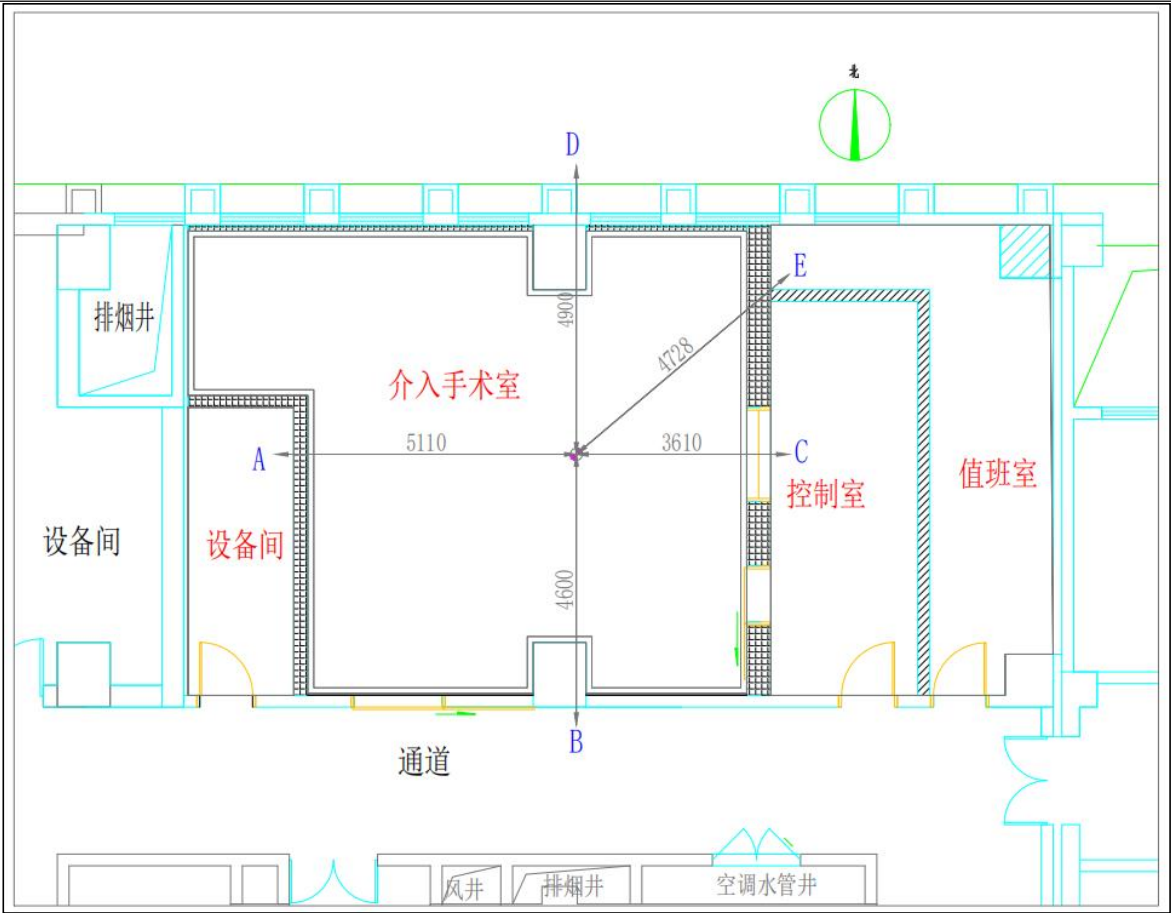 北
D
E
排烟井
4900
4728
介入手术室
A
5110
3610
C
值班室
控制室
设备间
设备间
4600
B
通道
风井
排烟井
空调水管井